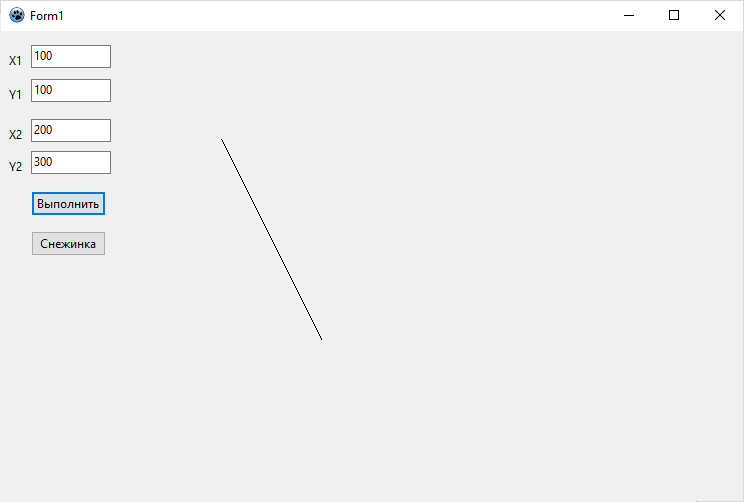 Form1
X1 100
Y1 100
X2 200
Y2 300
Выполнить
Снежинка